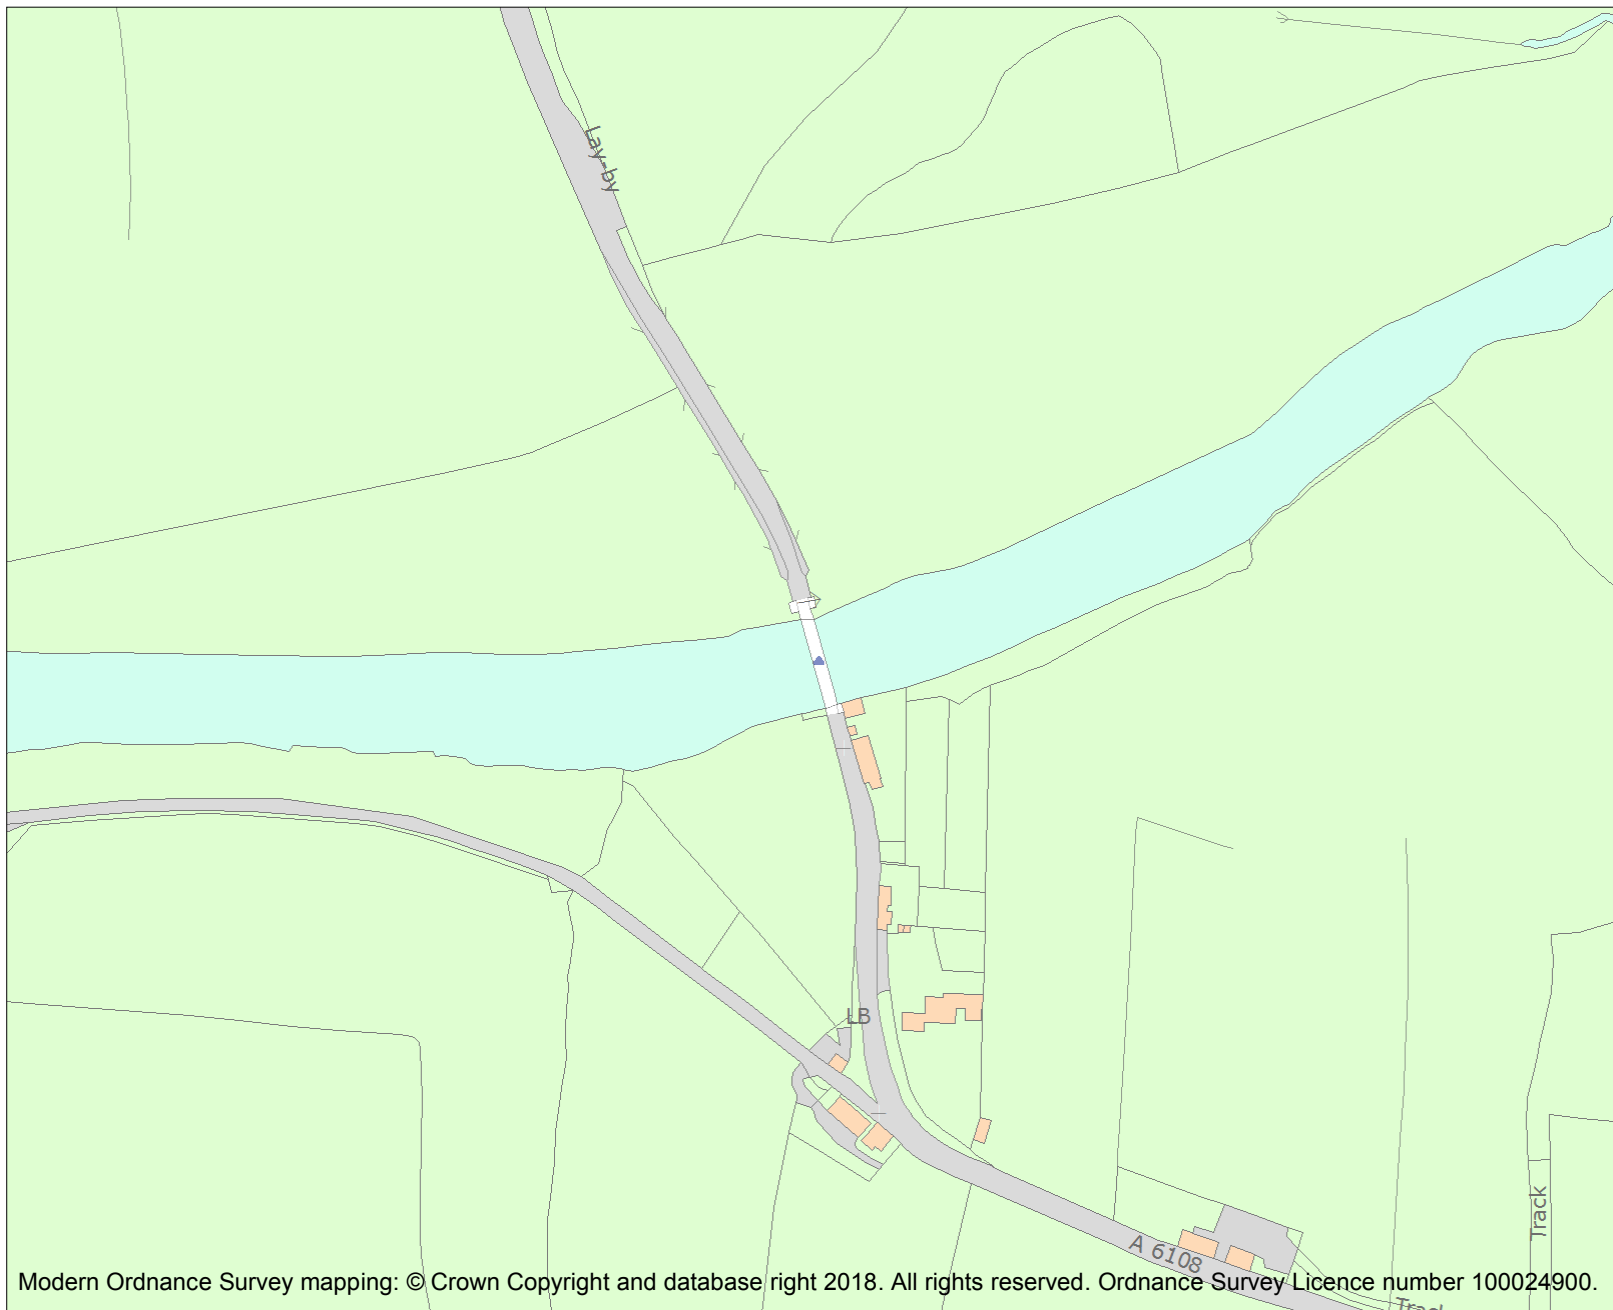 Lay-by
LB
A 6108
Track
Track
Modern Ordnance Survey mapping: © Crown Copyright and database right 2018. All rights reserved. Ordnance Survey Licence number 100024900.